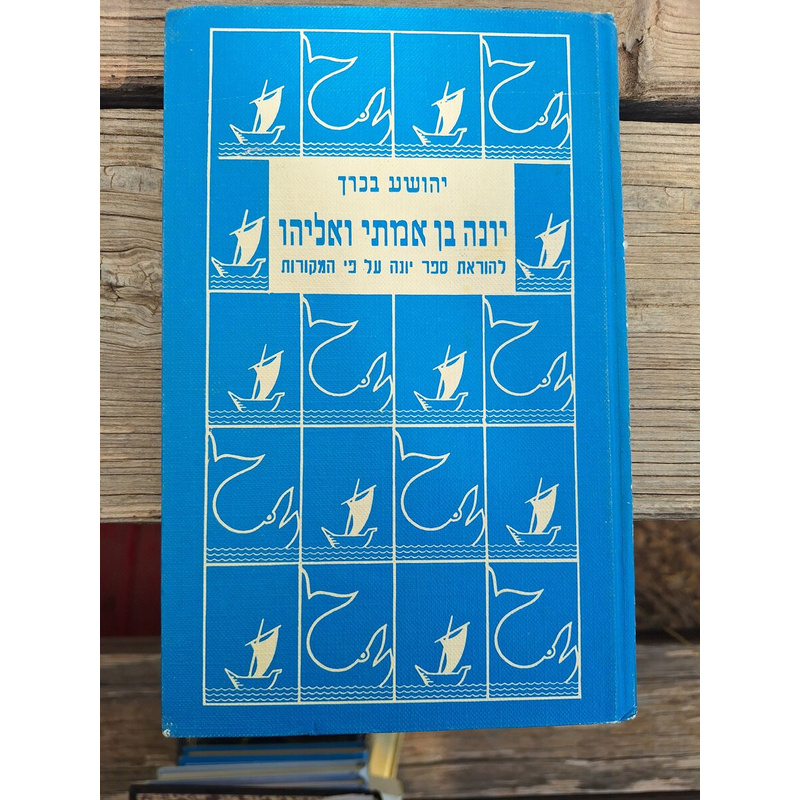 יהושע בכרך
יונה בן אמתי ואליהו
להוראת ספר יונה על פי המקורות